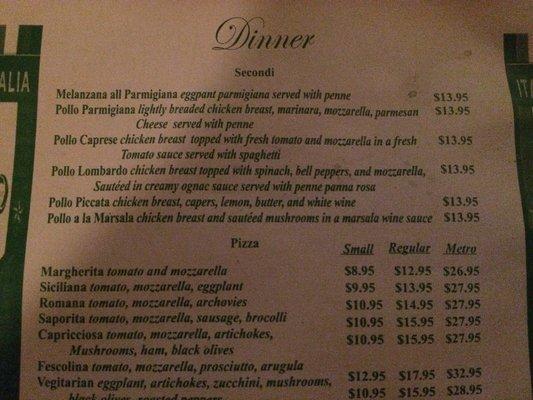 Dinner
ALIA
ITA
Secondi
Melanzana all Parmigiana eggpant parmigiana served with penne $13.95
Pollo Parmigiana lightly breaded chicken breast, marinara, mozzarella, parmesan $13.95
Cheese served with penne
Pollo Caprese chicken breast topped with fresh tomato and mozzarella in a fresh $13.95
Tomato sauce served with spaghetti
Pollo Lombardo chicken breast topped with spinach, bell peppers, and mozzarella, $13.95
Sautéed in creamy ognac sauce served with penne panna rosa
Pollo Piccata chicken breast, capers, lemon, butter, and white wine $13.95
Pollo a la Marsala chicken breast and sautéed mushrooms in a marsala wine sauce $13.95
Pizza
Small Regular Metro
Margherita tomato and mozzarella $8.95 $12.95 $26.95
Siciliana tomato, mozzarella, eggplant $9.95 $13.95 $27.95
Romana tomato, mozzarella, archovies $10.95 $14.95 $27.95
Saporita tomato, mozzarella, sausage, brocolli $10.95 $15.95 $27.95
Capricciosa tomato, mozzarella, artichokes, $10.95 $15.95 $27.95
Mushrooms, ham, black olives
Fescolina tomato, mozzarella, prosciutto, arugula $12.95 $17.95 $32.95
Vegitarian eggplant, artichokes, zucchini, mushrooms, $10.95 $15.95 $28.95
black olives, roasted peppers